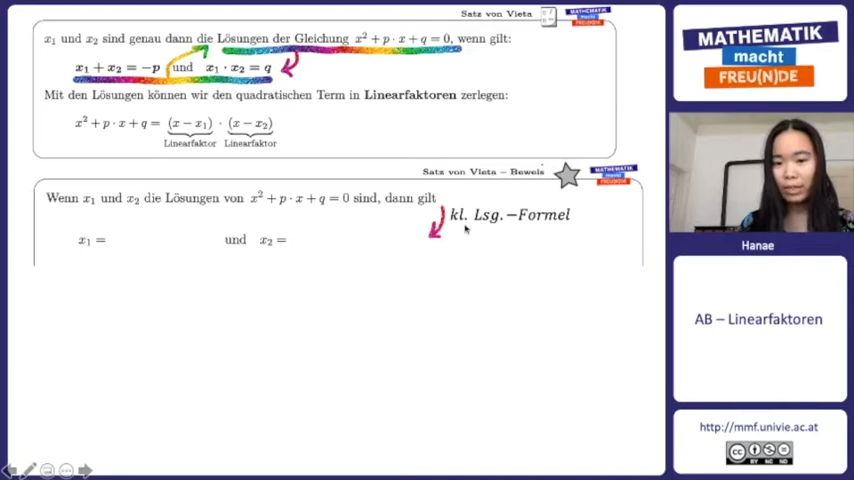 Satz von Vieta
MATHEMATIK
macht
FREU(N)DE
x₁ und x₂ sind genau dann die Lösungen der Gleichung x² + p · x + q = 0, wenn gilt:
x₁ + x₂ = −p und x₁ · x₂ = q
Mit den Lösungen können wir den quadratischen Term in Linearfaktoren zerlegen:
x² + p · x + q = (x − x₁) · (x − x₂)
Linearfaktor Linearfaktor
Satz von Vieta – Beweis
MATHEMATIK
macht
FREU(N)DE
Wenn x₁ und x₂ die Lösungen von x² + p · x + q = 0 sind, dann gilt
kl. Lsg.−Formel
x₁ = und x₂ =
MATHEMATIK
macht
FREU(N)DE
Hanae
AB – Linearfaktoren
http://mmf.univie.ac.at
CC
BY NC ND